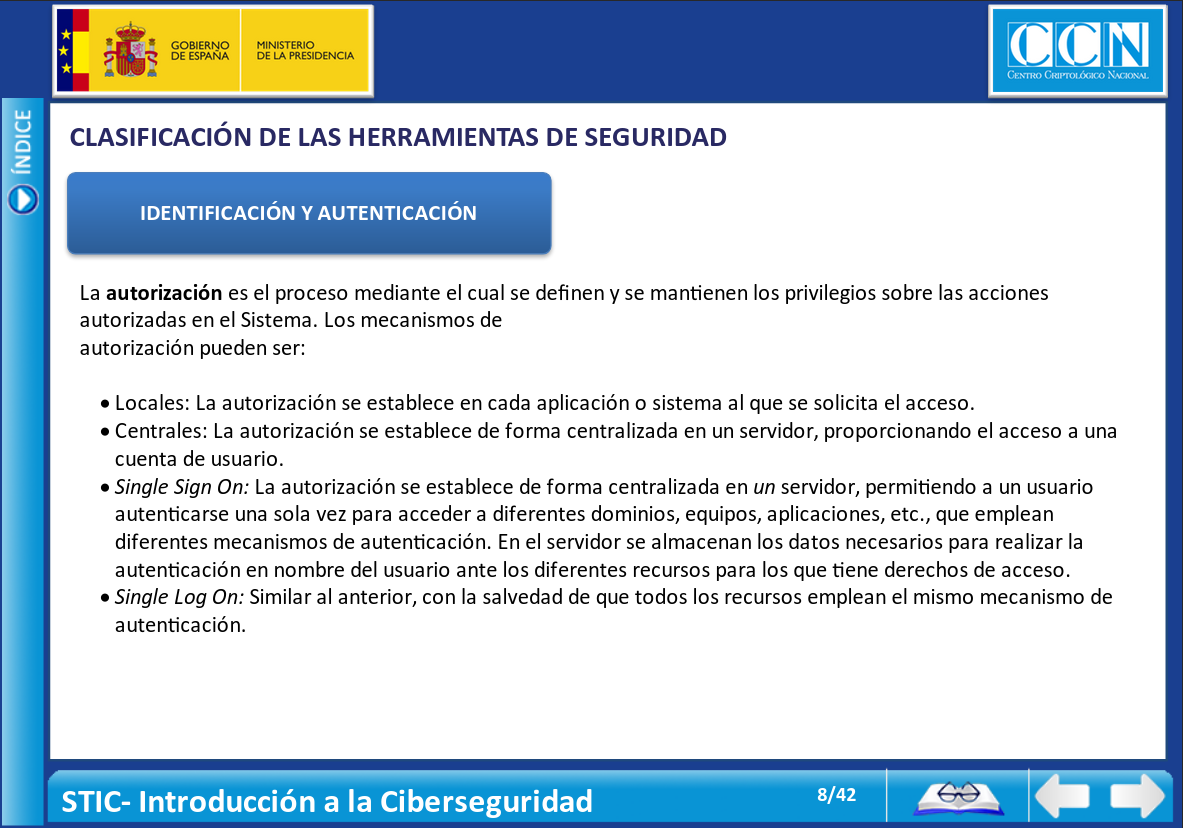 GOBIERNO
DE ESPAÑA
MINISTERIO
DE LA PRESIDENCIA
CCN
CENTRO CRIPTOLÓGICO NACIONAL
ÍNDICE
CLASIFICACIÓN DE LAS HERRAMIENTAS DE SEGURIDAD
IDENTIFICACIÓN Y AUTENTICACIÓN
La autorización es el proceso mediante el cual se definen y se mantienen los privilegios sobre las acciones
autorizadas en el Sistema. Los mecanismos de
autorización pueden ser:
• Locales: La autorización se establece en cada aplicación o sistema al que se solicita el acceso.
• Centrales: La autorización se establece de forma centralizada en un servidor, proporcionando el acceso a una
cuenta de usuario.
• Single Sign On: La autorización se establece de forma centralizada en un servidor, permitiendo a un usuario
autenticarse una sola vez para acceder a diferentes dominios, equipos, aplicaciones, etc., que emplean
diferentes mecanismos de autenticación. En el servidor se almacenan los datos necesarios para realizar la
autenticación en nombre del usuario ante los diferentes recursos para los que tiene derechos de acceso.
• Single Log On: Similar al anterior, con la salvedad de que todos los recursos emplean el mismo mecanismo de
autenticación.
STIC- Introducción a la Ciberseguridad
8/42